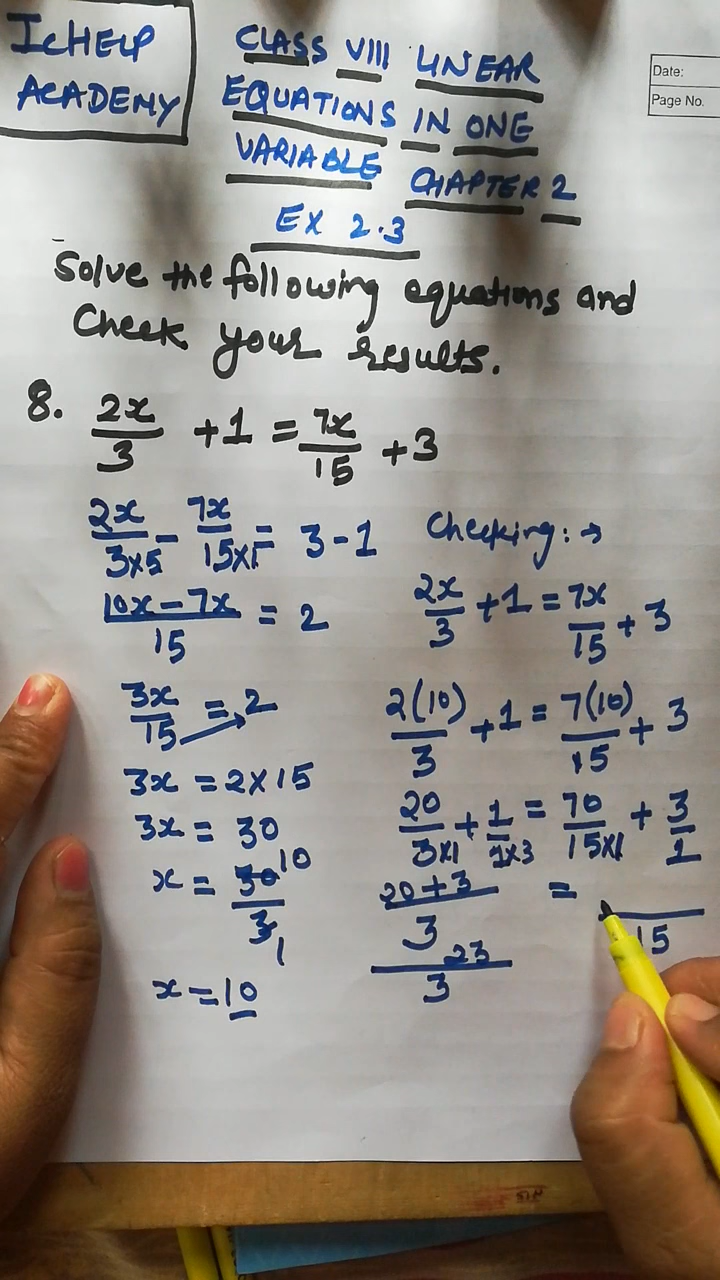 ICHELP
ACADEMY
CLASS VIII LINEAR
EQUATIONS IN ONE
VARIABLE CHAPTER 2
EX 2.3
Date:
Page No.
Solve the following equations and
Check your results.
8. 2x/3 + 1 = 7x/15 + 3
2x/3×5 - 7x/15×1 = 3-1
10x-7x/15 = 2
3x/15 = 2
3x = 2×15
3x = 30
x = 30/3 10 1
x = 10
Checking:→
2x/3 + 1 = 7x/15 + 3
2(10)/3 + 1 = 7(10)/15 + 3
20/3×1 + 1/1×3 = 70/15×1 + 3/1
20+3/3 = /15
23/3